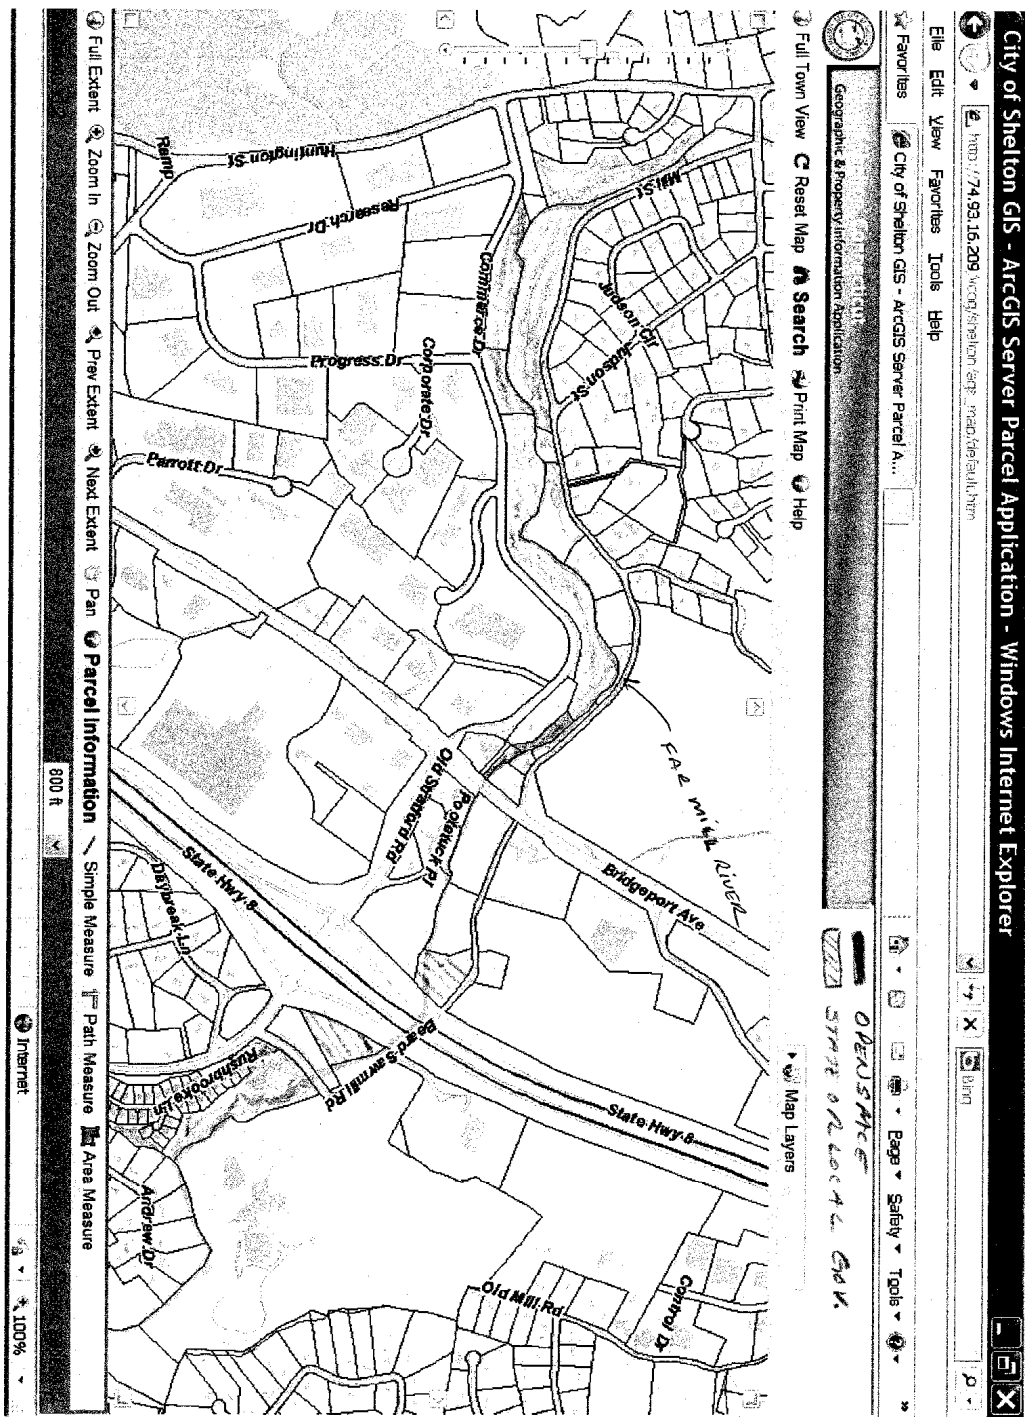 City of Shelton GIS - ArcGIS Server Parcel Application - Windows Internet Explorer
File Edit View Favorites Tools Help
Bing
Favorites
City of Shelton GIS - ArcGIS Server Parcel A...
Page Safety Tools
Geographic & Property Information Application
OPENSPACE
STATE OR LOCAL GOV.
Full Town View Reset Map Search Print Map Help
Map Layers
FAR MILL RIVER
Mill St
Judson Cir
Judson St
Huntington St
Ramp
Research Dr
Commerce Dr
Progress Dr
Corporate Dr
Parrott Dr
Old Stratford Rd
Pootatuck Pl
Bridgeport Ave
State Hwy 8
State Hwy 8
Daybreak Ln
Beard Sawmill Rd
Rushbrooke Ln
Andrew Dr
Old Mill Rd
Control Dr
Full Extent Zoom In Zoom Out Prev Extent Next Extent Pan Parcel Information Simple Measure Path Measure Area Measure
800 ft
Internet
100%